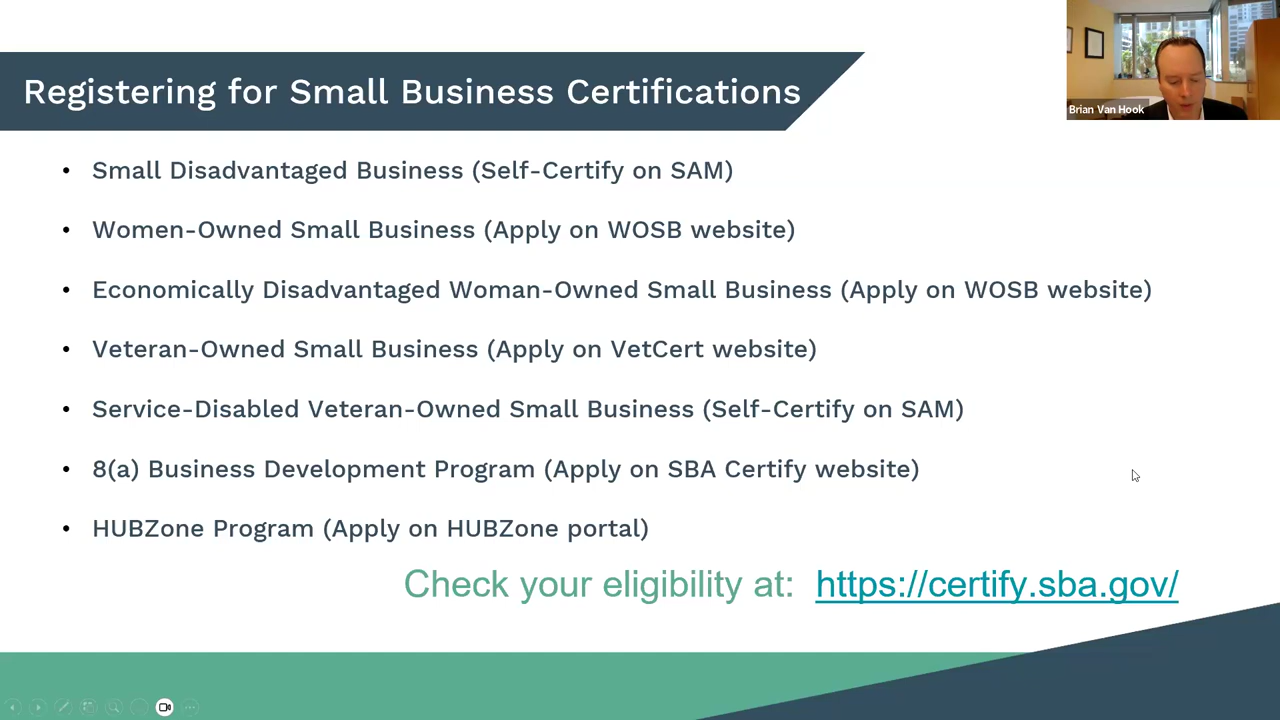 Registering for Small Business Certifications
Brian Van Hook
• Small Disadvantaged Business (Self-Certify on SAM)
• Women-Owned Small Business (Apply on WOSB website)
• Economically Disadvantaged Woman-Owned Small Business (Apply on WOSB website)
• Veteran-Owned Small Business (Apply on VetCert website)
• Service-Disabled Veteran-Owned Small Business (Self-Certify on SAM)
• 8(a) Business Development Program (Apply on SBA Certify website)
• HUBZone Program (Apply on HUBZone portal)
Check your eligibility at: https://certify.sba.gov/